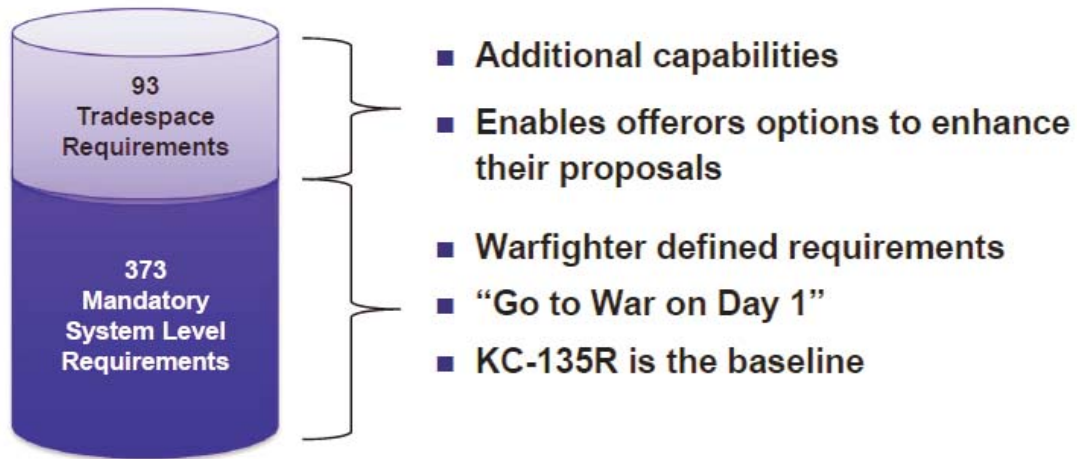 93
Tradespace
Requirements
■ Additional capabilities
■ Enables offerors options to enhance
their proposals
373
Mandatory
System Level
Requirements
■ Warfighter defined requirements
■ “Go to War on Day 1”
■ KC-135R is the baseline